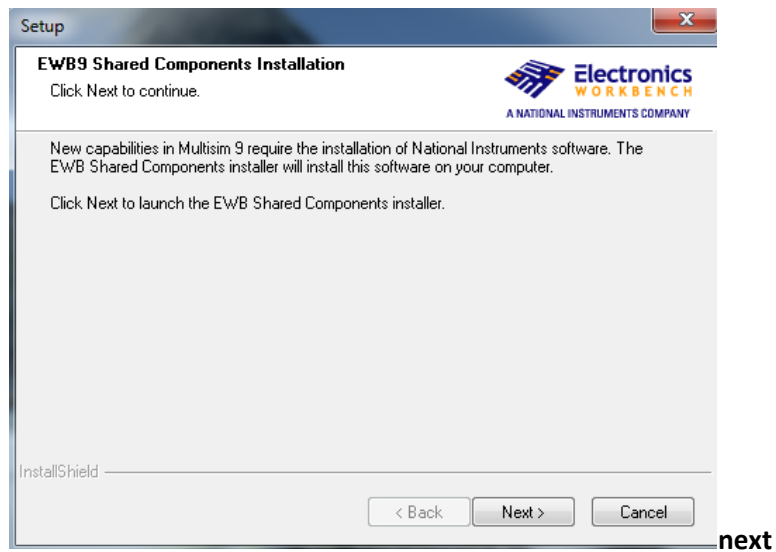 Setup
EWB9 Shared Components Installation
Click Next to continue.
Electronics
WORKBENCH
A NATIONAL INSTRUMENTS COMPANY
New capabilities in Multisim 9 require the installation of National Instruments software. The
EWB Shared Components installer will install this software on your computer.
Click Next to launch the EWB Shared Components installer.
InstallShield
< Back Next > Cancel
next